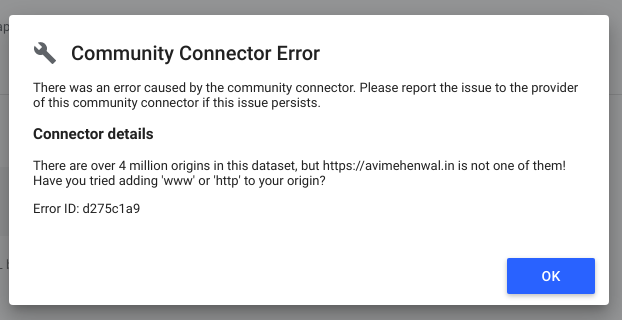 Community Connector Error
There was an error caused by the community connector. Please report the issue to the provider
of this community connector if this issue persists.
Connector details
There are over 4 million origins in this dataset, but https://avimehenwal.in is not one of them!
Have you tried adding 'www' or 'http' to your origin?
Error ID: d275c1a9
OK